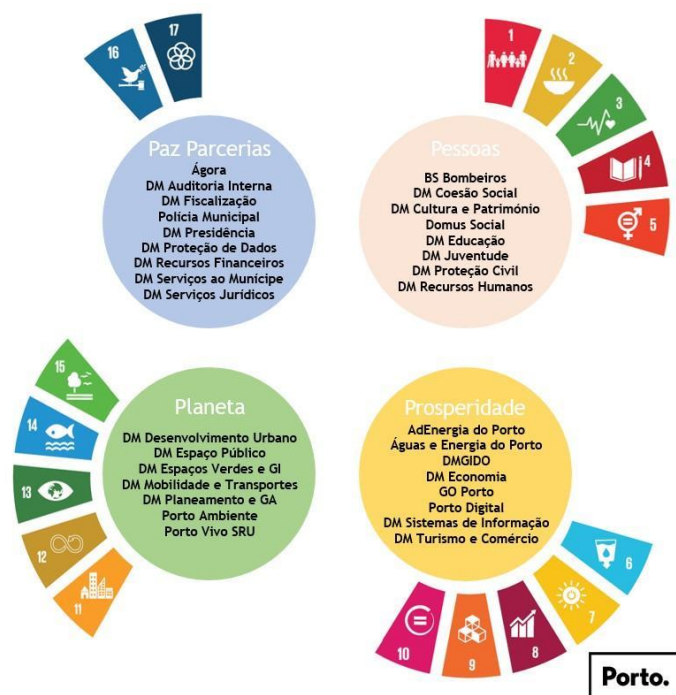 16
17
Paz Parcerias
Ágora
DM Auditoria Interna
DM Fiscalização
Polícia Municipal
DM Presidência
DM Proteção de Dados
DM Recursos Financeiros
DM Serviços ao Munícipe
DM Serviços Jurídicos
1
2
3
4
5
Pessoas
BS Bombeiros
DM Coesão Social
DM Cultura e Património
Domus Social
DM Educação
DM Juventude
DM Proteção Civil
DM Recursos Humanos
15
14
13
12
11
Planeta
DM Desenvolvimento Urbano
DM Espaço Público
DM Espaços Verdes e GI
DM Mobilidade e Transportes
DM Planeamento e GA
Porto Ambiente
Porto Vivo SRU
Prosperidade
AdEnergia do Porto
Águas e Energia do Porto
DMGIDO
DM Economia
GO Porto
Porto Digital
DM Sistemas de Informação
DM Turismo e Comércio
6
7
8
9
10
Porto.